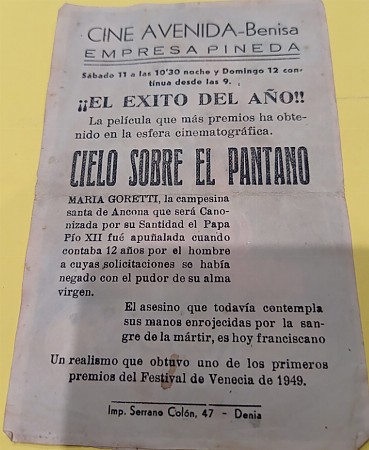 CINE AVENIDA-Benisa
EMPRESA PINEDA
Sábado 11 a las 10'30 noche y Domingo 12 con-
tínua desde las 9.
¡¡EL EXITO DEL AÑO!!
La película que más premios ha obte-
nido en la esfera cinematográfica.
CIELO SOBRE EL PANTANO
MARIA GORETTI, la campesina
santa de Ancona que será Cano-
nizada por su Santidad el Papa
Pío XII fué apuñalada cuando
contaba 12 años por el hombre
a cuyas solicitaciones se había
negado con el pudor de su alma
virgen.
El asesino que todavía contempla
sus manos enrojecidas por la san-
gre de la mártir, es hoy franciscano
Un realismo que obtuvo uno de los primeros
premios del Festival de Venecia de 1949.
Imp. Serrano Colón, 47 - Denia